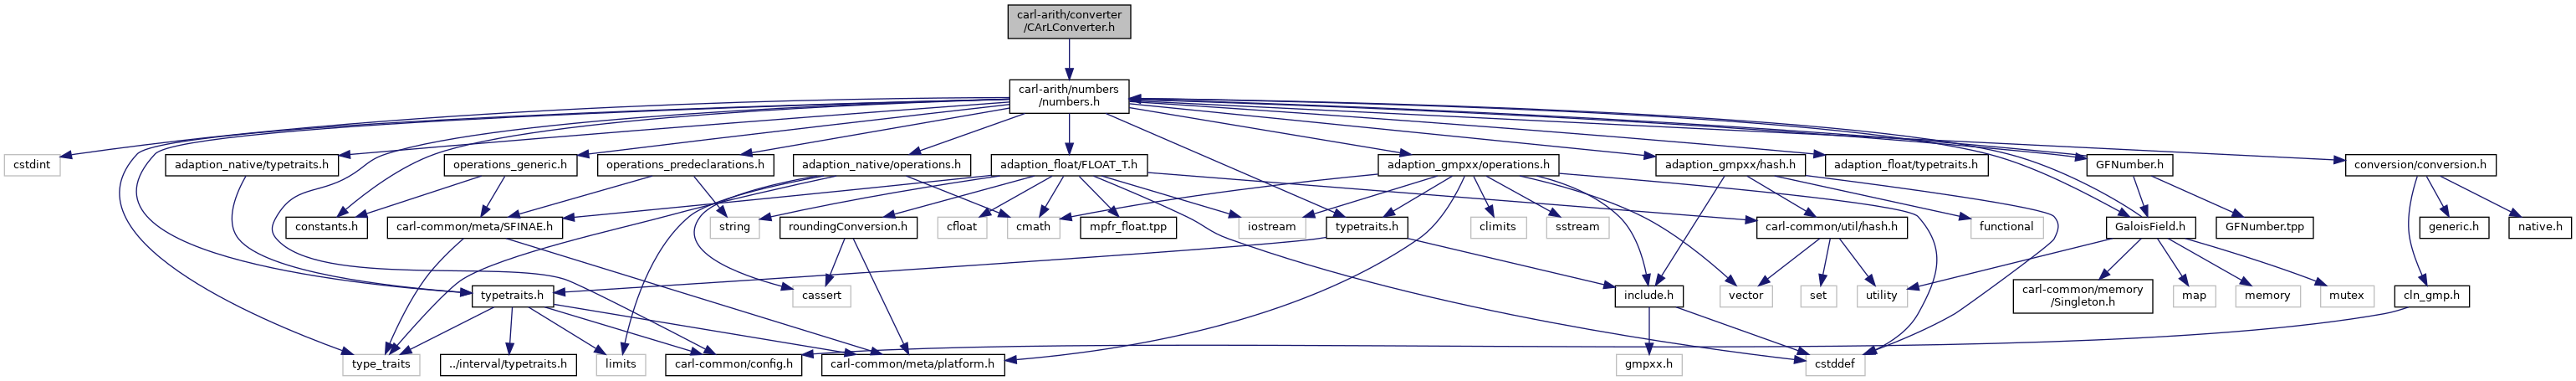 carl-arith/converter
/CArLConverter.h
carl-arith/numbers
/numbers.h
cstdint
adaption_native/typetraits.h
operations_generic.h
operations_predeclarations.h
adaption_native/operations.h
adaption_float/FLOAT_T.h
adaption_gmpxx/operations.h
adaption_gmpxx/hash.h
adaption_float/typetraits.h
GFNumber.h
conversion/conversion.h
constants.h
carl-common/meta/SFINAE.h
string
roundingConversion.h
cfloat
cmath
mpfr_float.tpp
iostream
typetraits.h
climits
sstream
carl-common/util/hash.h
functional
GaloisField.h
GFNumber.tpp
generic.h
native.h
typetraits.h
cassert
include.h
vector
set
utility
carl-common/memory
/Singleton.h
map
memory
mutex
cln_gmp.h
type_traits
../interval/typetraits.h
limits
carl-common/config.h
carl-common/meta/platform.h
gmpxx.h
cstddef